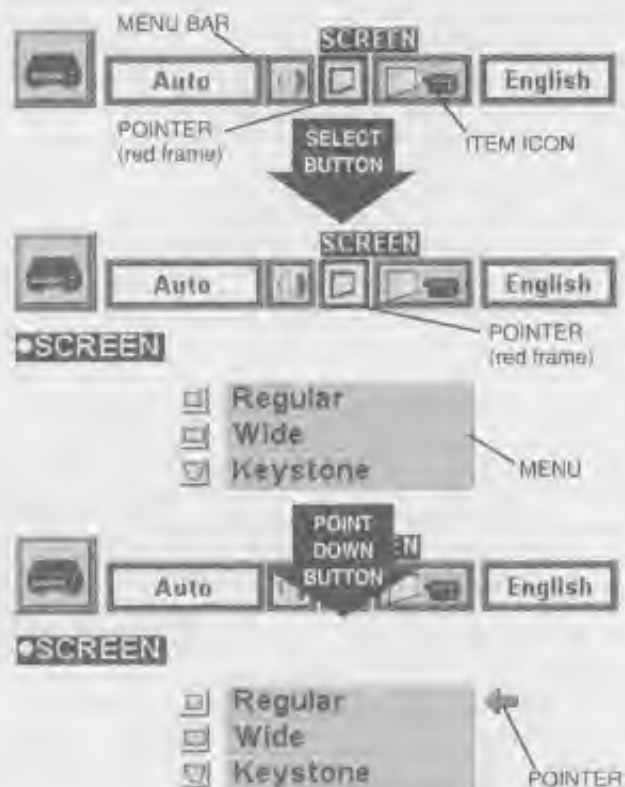 MENU BAR
SCREEN
Auto
English
POINTER
(red frame)
SELECT
BUTTON
ITEM ICON
SCREEN
Auto
English
POINTER
(red frame)
SCREEN
Regular
Wide
Keystone
MENU
POINT
DOWN
BUTTON
EN
Auto
English
SCREEN
Regular
Wide
Keystone
POINTER